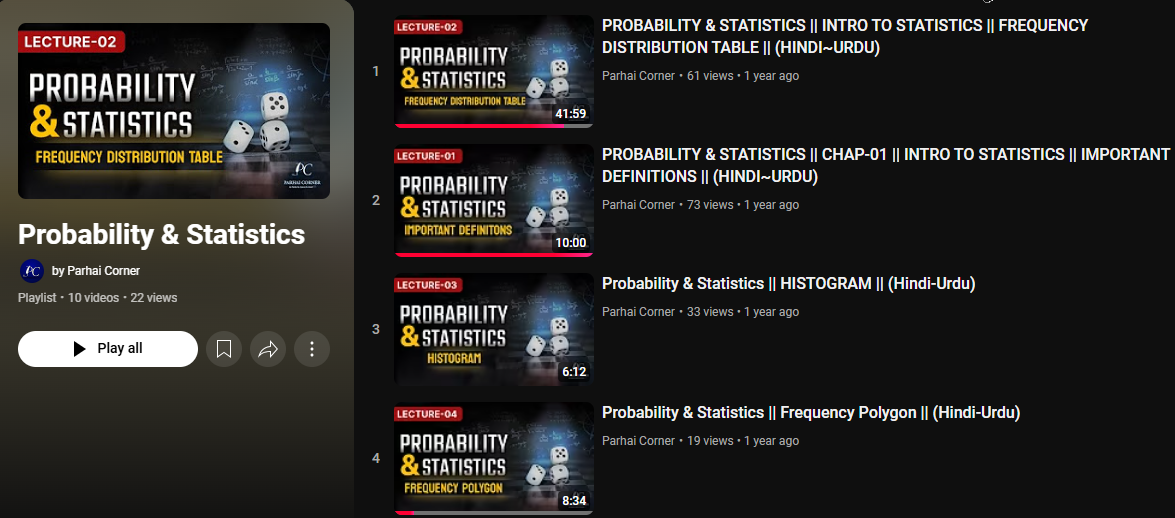 LECTURE-02
PROBABILITY
& STATISTICS
FREQUENCY DISTRIBUTION TABLE
PC
PARHAI CORNER
Probability & Statistics
PC
by Parhai Corner
Playlist • 10 videos • 22 views
Play all
1
LECTURE-02
PROBABILITY
& STATISTICS
FREQUENCY DISTRIBUTION TABLE
41:59
PROBABILITY & STATISTICS || INTRO TO STATISTICS || FREQUENCY
DISTRIBUTION TABLE || (HINDI~URDU)
Parhai Corner • 61 views • 1 year ago
2
LECTURE-01
PROBABILITY
& STATISTICS
IMPORTANT DEFINITONS
10:00
PROBABILITY & STATISTICS || CHAP-01 || INTRO TO STATISTICS || IMPORTANT
DEFINITIONS || (HINDI~URDU)
Parhai Corner • 73 views • 1 year ago
3
LECTURE-03
PROBABILITY
& STATISTICS
HISTOGRAM
6:12
Probability & Statistics || HISTOGRAM || (Hindi-Urdu)
Parhai Corner • 33 views • 1 year ago
4
LECTURE-04
PROBABILITY
& STATISTICS
FREQUENCY POLYGON
8:34
Probability & Statistics || Frequency Polygon || (Hindi-Urdu)
Parhai Corner • 19 views • 1 year ago